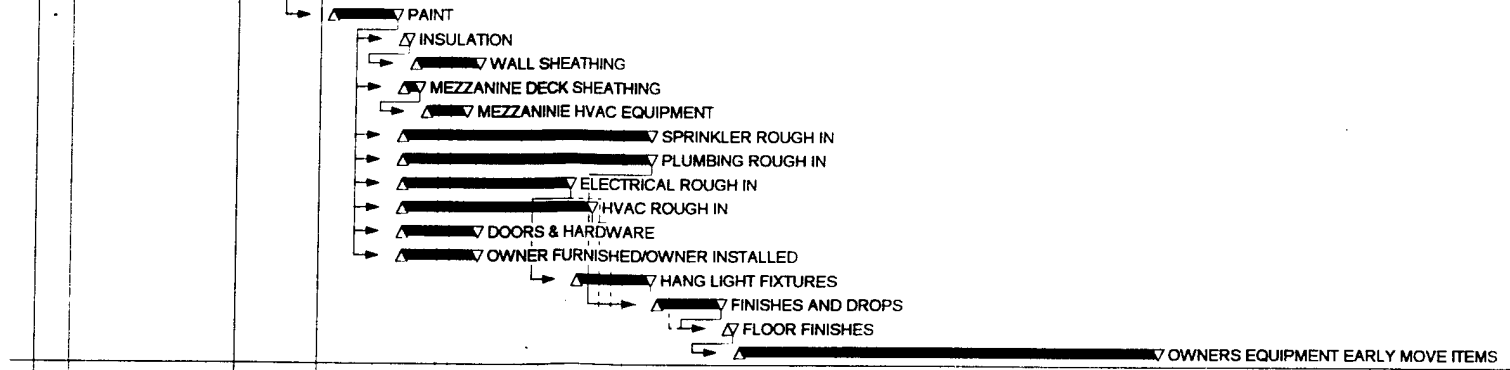 PAINT
INSULATION
WALL SHEATHING
MEZZANINE DECK SHEATHING
MEZZANINIE HVAC EQUIPMENT
SPRINKLER ROUGH IN
PLUMBING ROUGH IN
ELECTRICAL ROUGH IN
HVAC ROUGH IN
DOORS & HARDWARE
OWNER FURNISHED/OWNER INSTALLED
HANG LIGHT FIXTURES
FINISHES AND DROPS
FLOOR FINISHES
OWNERS EQUIPMENT EARLY MOVE ITEMS